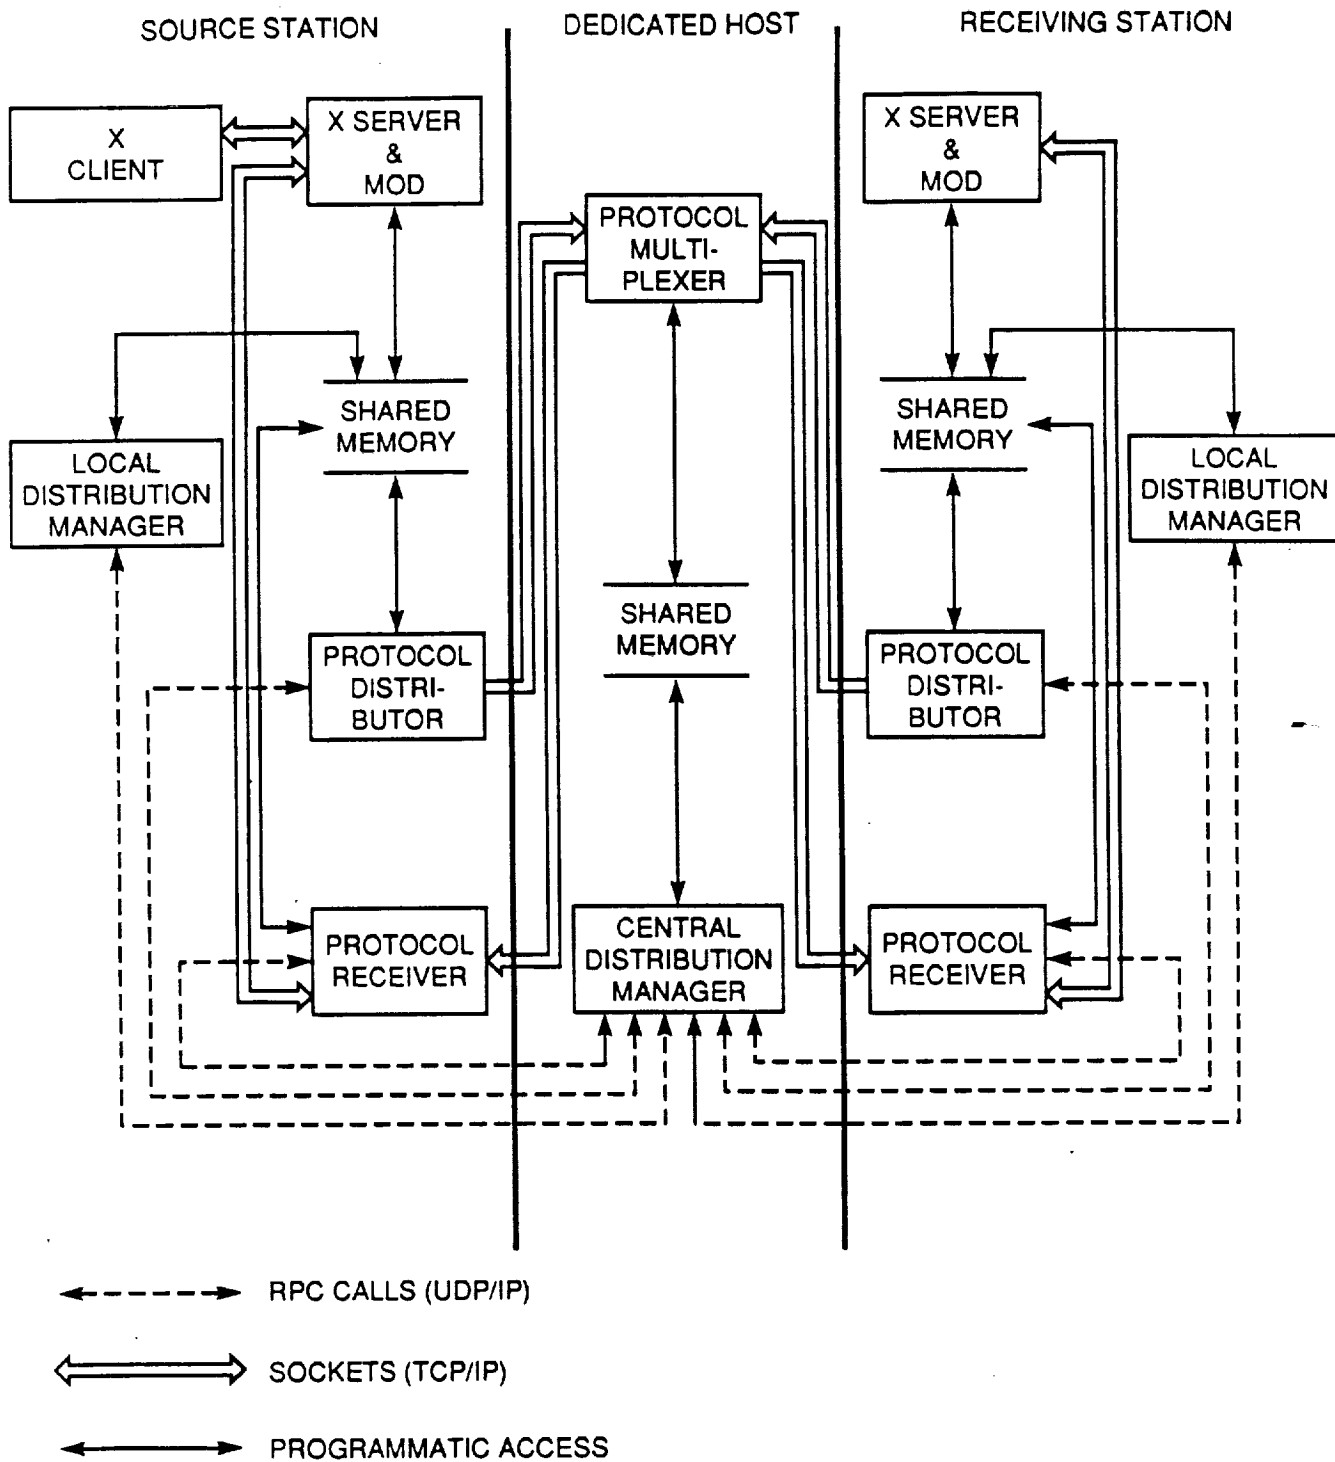 SOURCE STATION
DEDICATED HOST
RECEIVING STATION
X
CLIENT
X SERVER
&
MOD
PROTOCOL
MULTI-
PLEXER
X SERVER
&
MOD
SHARED
MEMORY
LOCAL
DISTRIBUTION
MANAGER
SHARED
MEMORY
LOCAL
DISTRIBUTION
MANAGER
SHARED
MEMORY
PROTOCOL
DISTRI-
BUTOR
PROTOCOL
DISTRI-
BUTOR
PROTOCOL
RECEIVER
CENTRAL
DISTRIBUTION
MANAGER
PROTOCOL
RECEIVER
RPC CALLS (UDP/IP)
SOCKETS (TCP/IP)
PROGRAMMATIC ACCESS